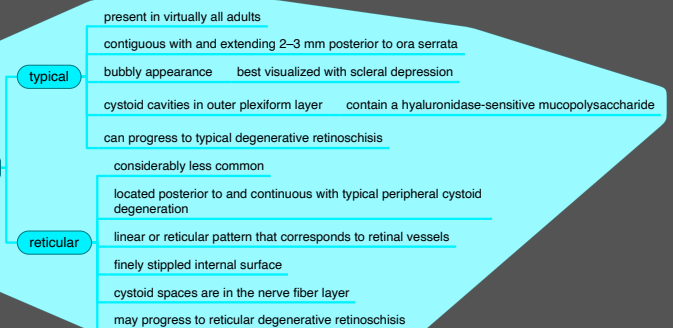 present in virtually all adults
contiguous with and extending 2–3 mm posterior to ora serrata
typical
bubbly appearance best visualized with scleral depression
cystoid cavities in outer plexiform layer contain a hyaluronidase-sensitive mucopolysaccharide
can progress to typical degenerative retinoschisis
considerably less common
located posterior to and continuous with typical peripheral cystoid
degeneration
reticular
linear or reticular pattern that corresponds to retinal vessels
finely stippled internal surface
cystoid spaces are in the nerve fiber layer
may progress to reticular degenerative retinoschisis